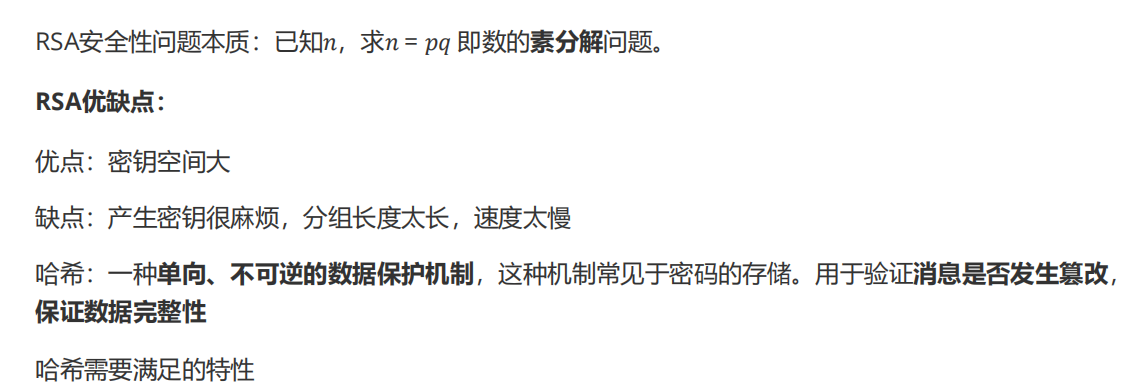 RSA安全性问题本质：已知n，求n = pq 即数的素分解问题。
RSA优缺点：
优点：密钥空间大
缺点：产生密钥很麻烦，分组长度太长，速度太慢
哈希：一种单向、不可逆的数据保护机制，这种机制常见于密码的存储。用于验证消息是否发生篡改，
保证数据完整性
哈希需要满足的特性